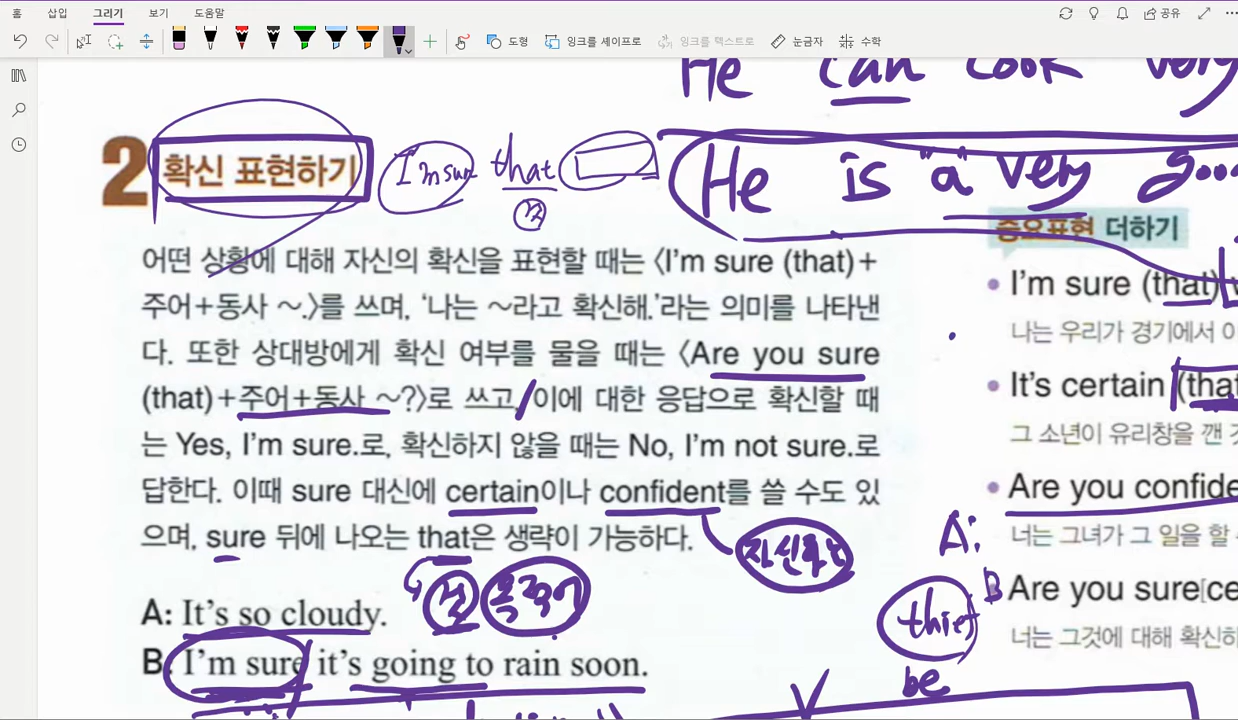 홈 삽입 그리기 보기 도움말 공유
도형 잉크를 셰이프로 잉크를 텍스트로 눈금자 수학
He can cook very
He is "a" very g....
2 확신 표현하기 I'm sure that
어떤 상황에 대해 자신의 확신을 표현할 때는 〈I'm sure (that)+
주어+동사 ~.〉를 쓰며, '나는 ~라고 확신해.'라는 의미를 나타낸
다. 또한 상대방에게 확신 여부를 물을 때는 〈Are you sure
(that)+주어+동사 ~?〉로 쓰고, 이에 대한 응답으로 확신할 때
는 Yes, I'm sure.로, 확신하지 않을 때는 No, I'm not sure.로
답한다. 이때 sure 대신에 certain이나 confident를 쓸 수도 있
으며, sure 뒤에 나오는 that은 생략이 가능하다.
접 목적어
A: It's so cloudy.
B: I'm sure it's going to rain soon.
중요표현 더하기
I'm sure (that)
나는 우리가 경기에서 이
It's certain (that
그 소년이 유리창을 깬 것
Are you confide
A:
너는 그녀가 그 일을 할
B Are you sure[ce
너는 그것에 대해 확신하
thief
be